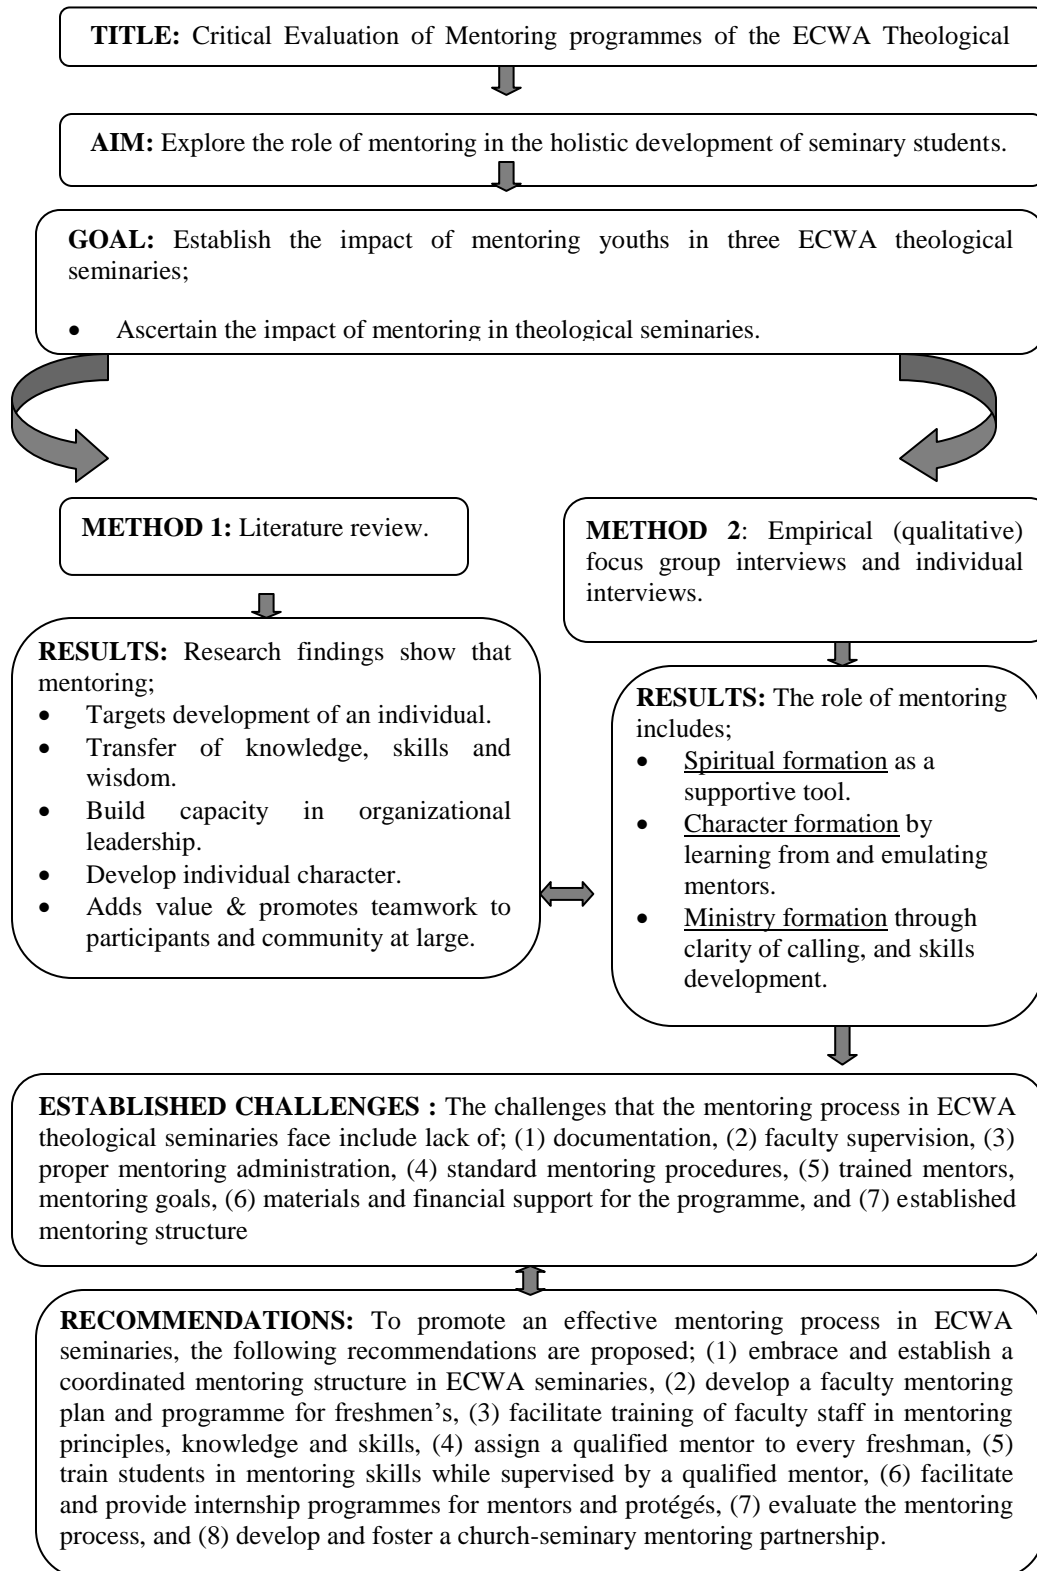 TITLE: Critical Evaluation of Mentoring programmes of the ECWA Theological
AIM: Explore the role of mentoring in the holistic development of seminary students.
GOAL: Establish the impact of mentoring youths in three ECWA theological
seminaries;
• Ascertain the impact of mentoring in theological seminaries.
METHOD 1: Literature review.
METHOD 2: Empirical (qualitative)
focus group interviews and individual
interviews.
RESULTS: Research findings show that
mentoring;
• Targets development of an individual.
• Transfer of knowledge, skills and
wisdom.
• Build capacity in organizational
leadership.
• Develop individual character.
• Adds value & promotes teamwork to
participants and community at large.
RESULTS: The role of mentoring
includes;
• Spiritual formation as a
supportive tool.
• Character formation by
learning from and emulating
mentors.
• Ministry formation through
clarity of calling, and skills
development.
ESTABLISHED CHALLENGES : The challenges that the mentoring process in ECWA
theological seminaries face include lack of; (1) documentation, (2) faculty supervision, (3)
proper mentoring administration, (4) standard mentoring procedures, (5) trained mentors,
mentoring goals, (6) materials and financial support for the programme, and (7) established
mentoring structure
RECOMMENDATIONS: To promote an effective mentoring process in ECWA
seminaries, the following recommendations are proposed; (1) embrace and establish a
coordinated mentoring structure in ECWA seminaries, (2) develop a faculty mentoring
plan and programme for freshmen’s, (3) facilitate training of faculty staff in mentoring
principles, knowledge and skills, (4) assign a qualified mentor to every freshman, (5)
train students in mentoring skills while supervised by a qualified mentor, (6) facilitate
and provide internship programmes for mentors and protégés, (7) evaluate the mentoring
process, and (8) develop and foster a church-seminary mentoring partnership.